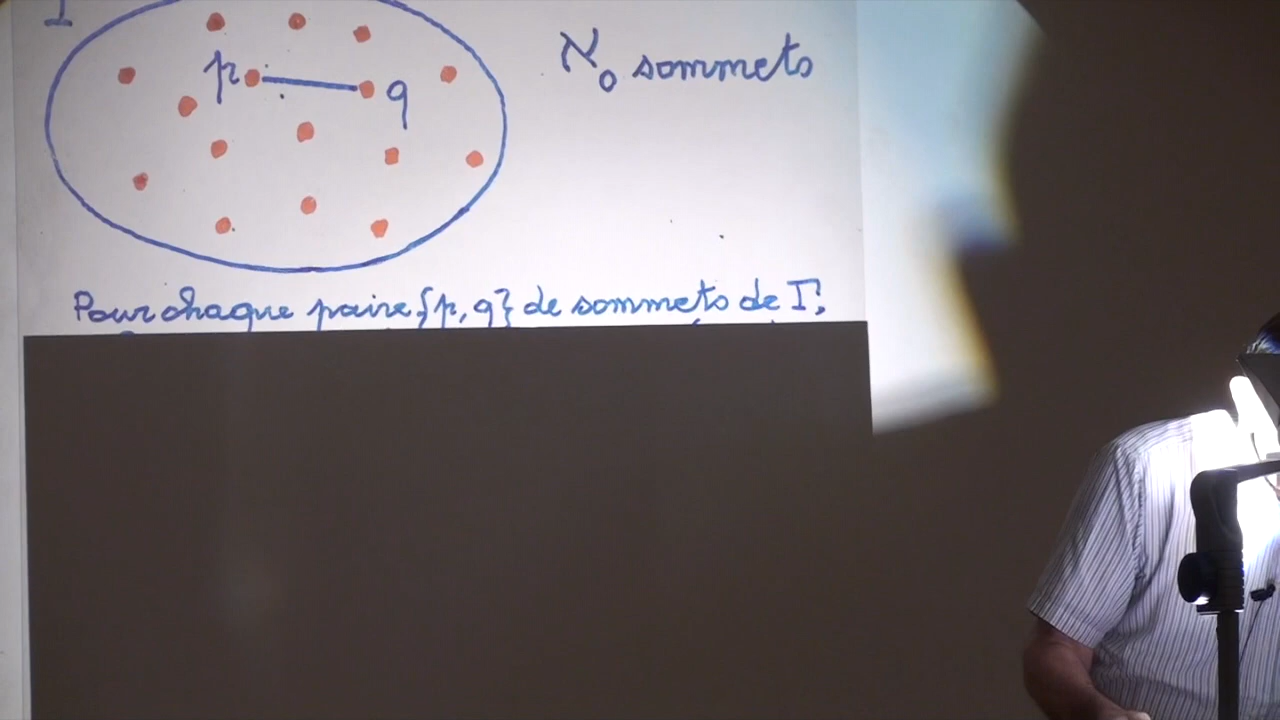 ℵ₀ sommets
p
q
Pour chaque paire {p, q} de sommets de Γ,